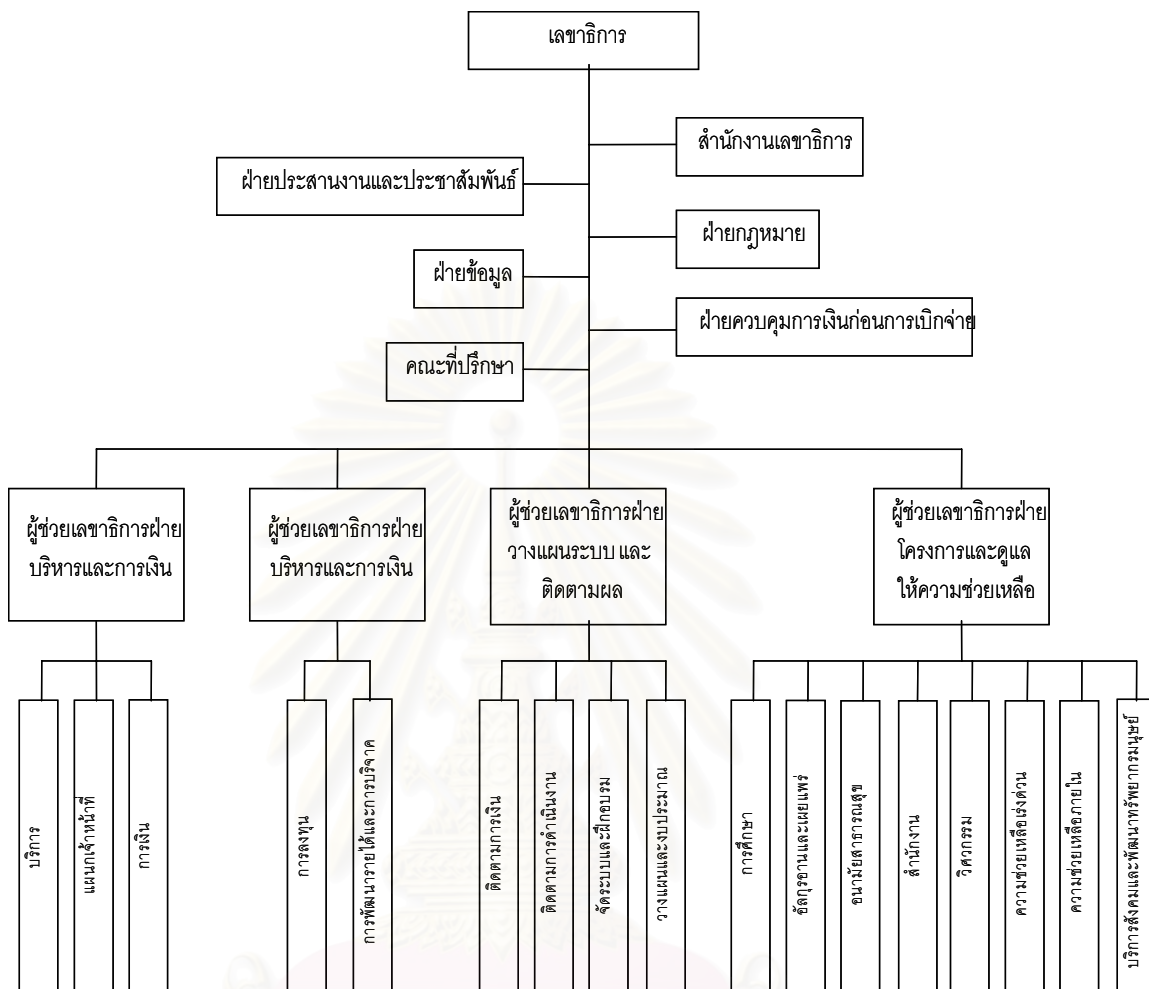 เลขาธิการ
สำนักงานเลขาธิการ
ฝ่ายประสานงานและประชาสัมพันธ์
ฝ่ายกฎหมาย
ฝ่ายข้อมูล
ฝ่ายควบคุมการเงินก่อนการเบิกจ่าย
คณะที่ปรึกษา
ผู้ช่วยเลขาธิการฝ่าย
บริหารและการเงิน
ผู้ช่วยเลขาธิการฝ่าย
บริหารและการเงิน
ผู้ช่วยเลขาธิการฝ่าย
วางแผนระบบ และ
ติดตามผล
ผู้ช่วยเลขาธิการฝ่าย
โครงการและดูแล
ให้ความช่วยเหลือ
บริการ
แผนกเจ้าหน้าที่
การเงิน
การลงทุน
การพัฒนารายได้และการบริจาค
ติดตามการเงิน
ติดตามการดำเนินงาน
จัดระบบและฝึกอบรม
วางแผนและงบประมาณ
การศึกษา
อัลกุรอานและเผยแพร่
อนามัยสาธารณสุข
สำนักงาน
วิศวกรรม
ความช่วยเหลือเร่งด่วน
ความช่วยเหลือภายใน
บริการสังคมและพัฒนาทรัพยากรมนุษย์